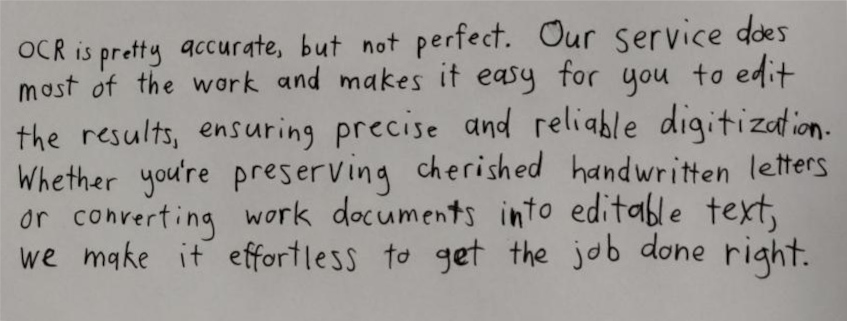 OCR is pretty accurate, but not perfect. Our service does
most of the work and makes it easy for you to edit
the results, ensuring precise and reliable digitization.
Whether you're preserving cherished handwritten letters
or converting work documents into editable text,
we make it effortless to get the job done right.